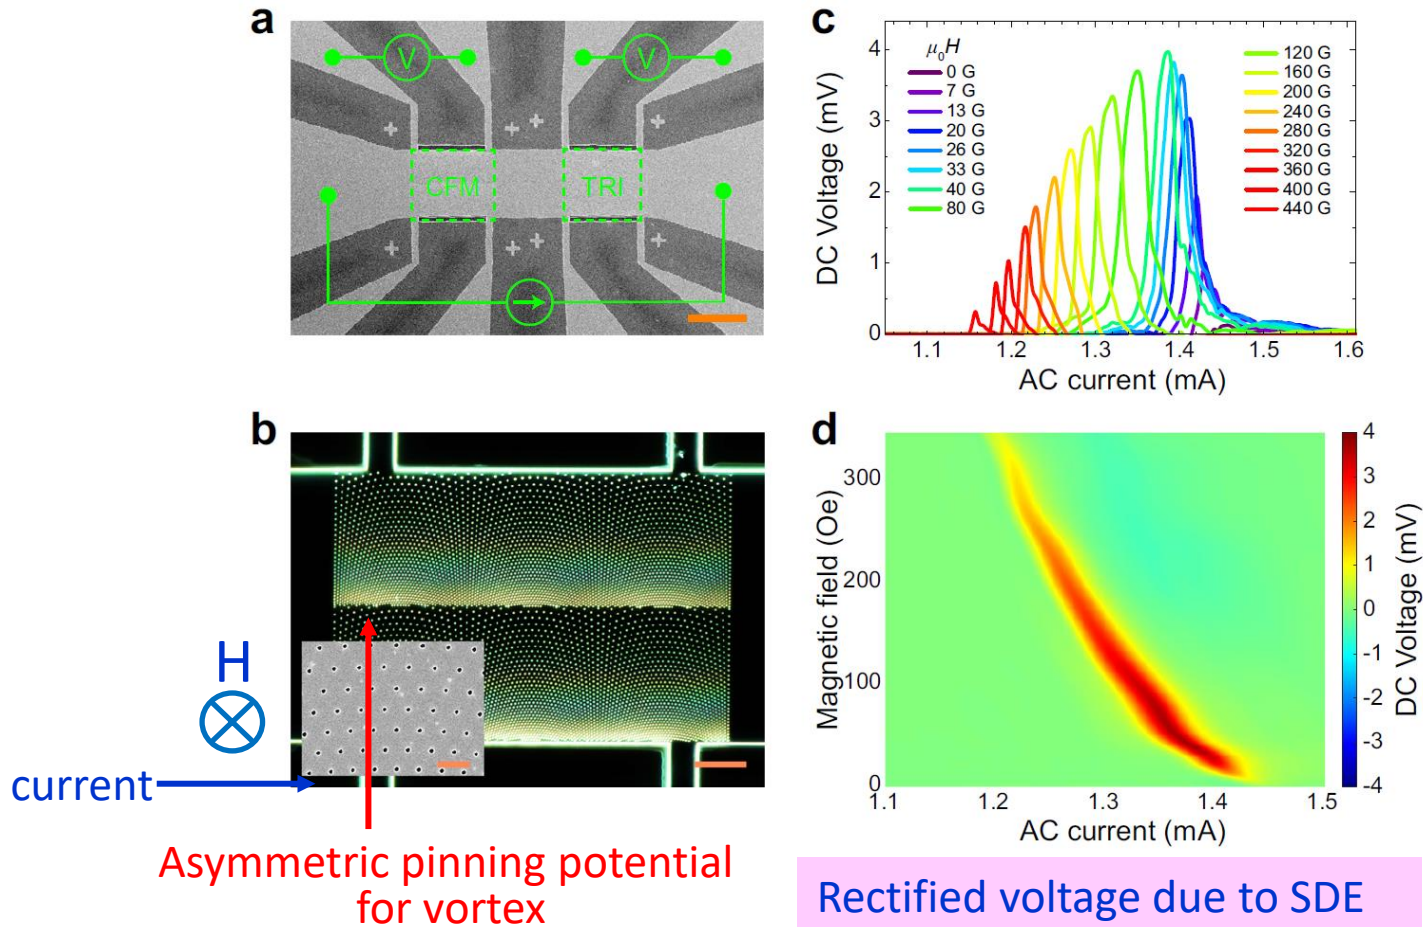 a
V
V
CFM
TRI
c
DC Voltage (mV)
4
3
2
1
0
μ₀H
0 G
7 G
13 G
20 G
26 G
33 G
40 G
80 G
120 G
160 G
200 G
240 G
280 G
320 G
360 G
400 G
440 G
1.1 1.2 1.3 1.4 1.5 1.6
AC current (mA)
b
H
current
Asymmetric pinning potential
for vortex
d
Magnetic field (Oe)
300
200
100
0
1.1 1.2 1.3 1.4 1.5
AC current (mA)
4
3
2
1
0
-1
-2
-3
-4
DC Voltage (mV)
Rectified voltage due to SDE